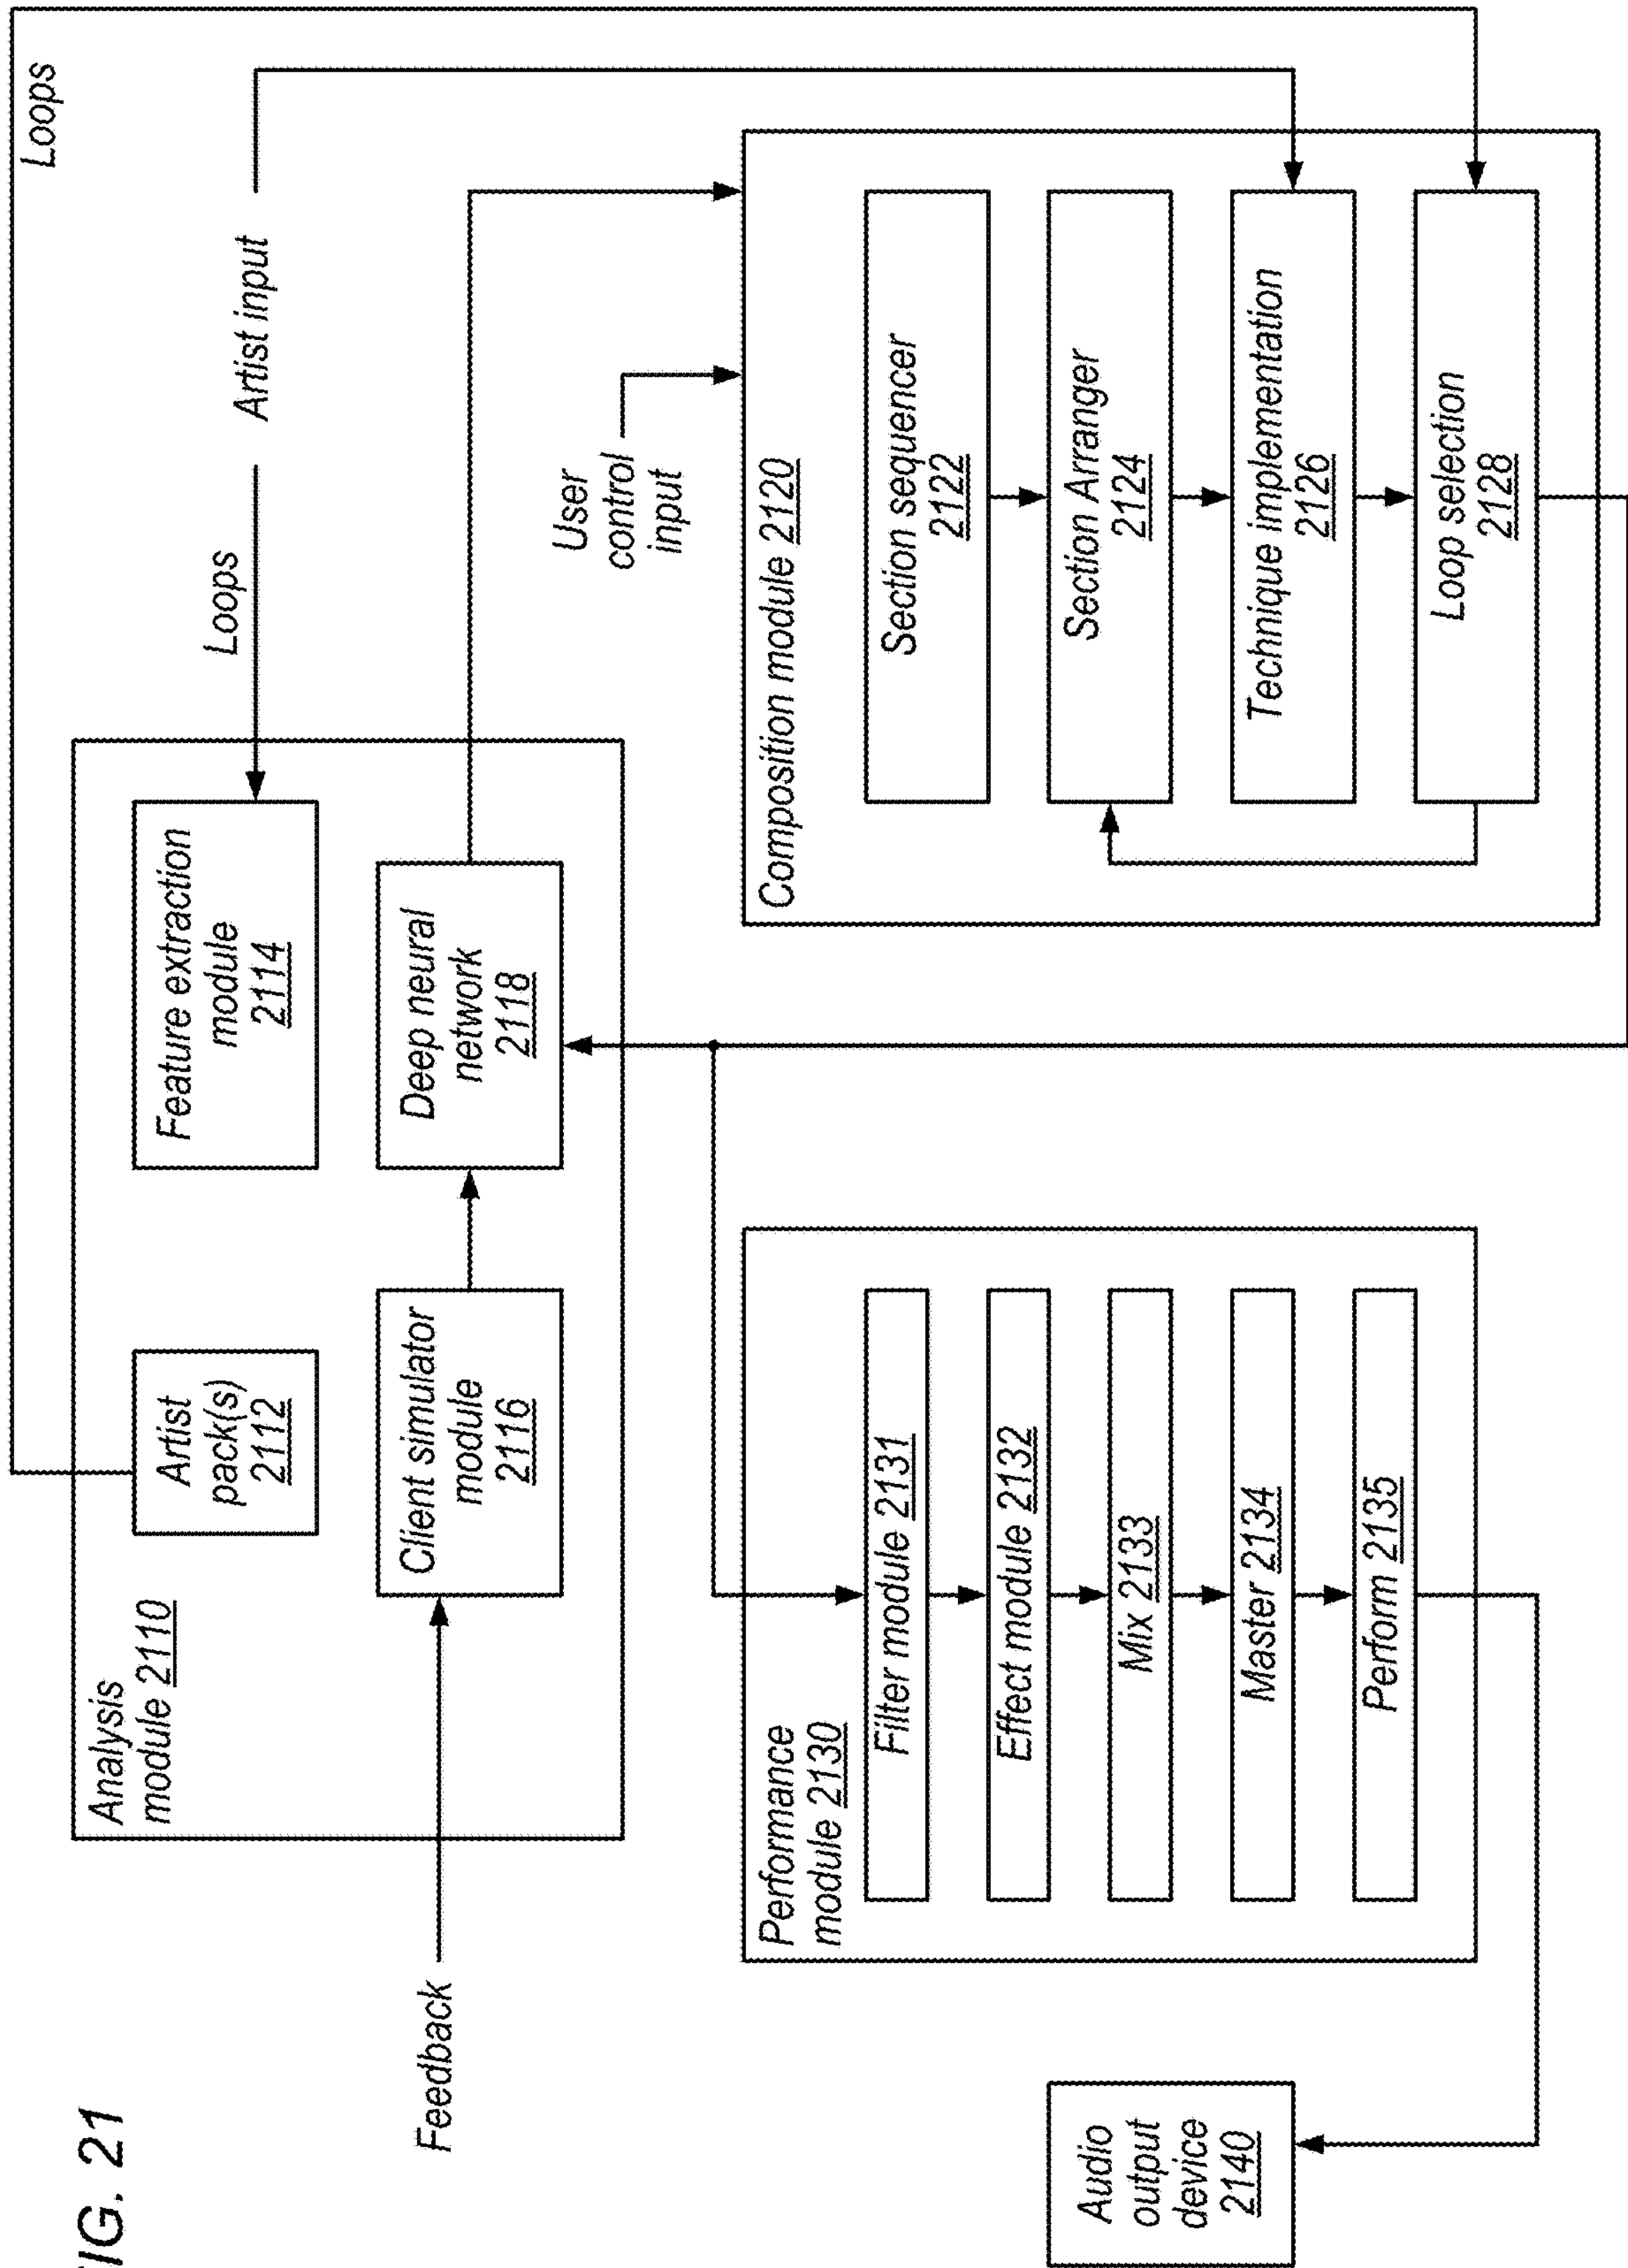 FIG. 21
Analysis
module 2110
Artist
pack(s)
2112
Feature extraction
module
2114
Loops
Artist input
Loops
Feedback
Client simulator
module
2116
Deep neural
network
2118
User
control
input
Performance
module 2130
Filter module 2131
Effect module 2132
Mix 2133
Master 2134
Perform 2135
Composition module 2120
Section sequencer
2122
Section Arranger
2124
Technique implementation
2126
Loop selection
2128
Audio
output
device
2140